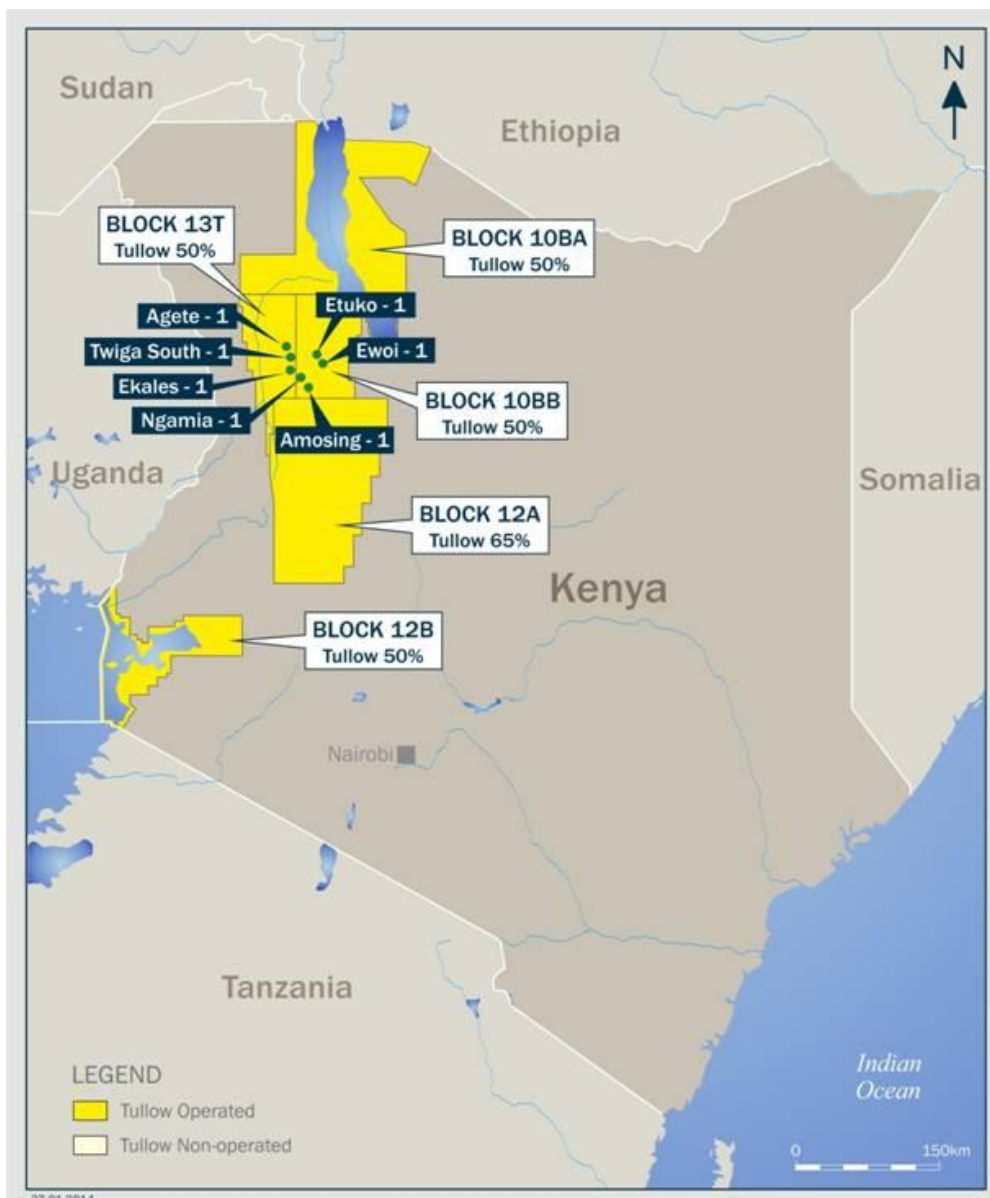 Sudan
Ethiopia
N
BLOCK 13T
Tullow 50%
BLOCK 10BA
Tullow 50%
Agete - 1
Etuko - 1
Twiga South - 1
Ewoi - 1
Ekales - 1
BLOCK 10BB
Tullow 50%
Ngamia - 1
Amosing - 1
Uganda
Somalia
BLOCK 12A
Tullow 65%
Kenya
BLOCK 12B
Tullow 50%
Nairobi
Tanzania
Indian
Ocean
LEGEND
Tullow Operated
Tullow Non-operated
0 150km